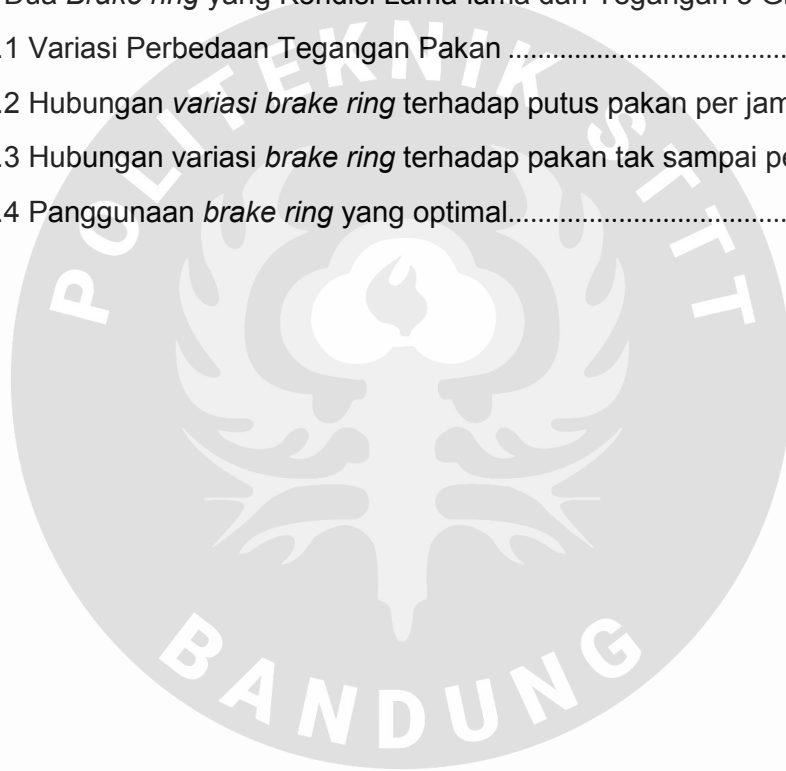 Dua Brake ring yang Kondisi Lama-lama dan Tegangan
.1 Variasi Perbedaan Tegangan Pakan ....................................
.2 Hubungan variasi brake ring terhadap putus pakan per jam
.3 Hubungan variasi brake ring terhadap pakan tak sampai pe
.4 Panggunaan brake ring yang optimal....................................
POLITEKNIK STTT
BANDUNG